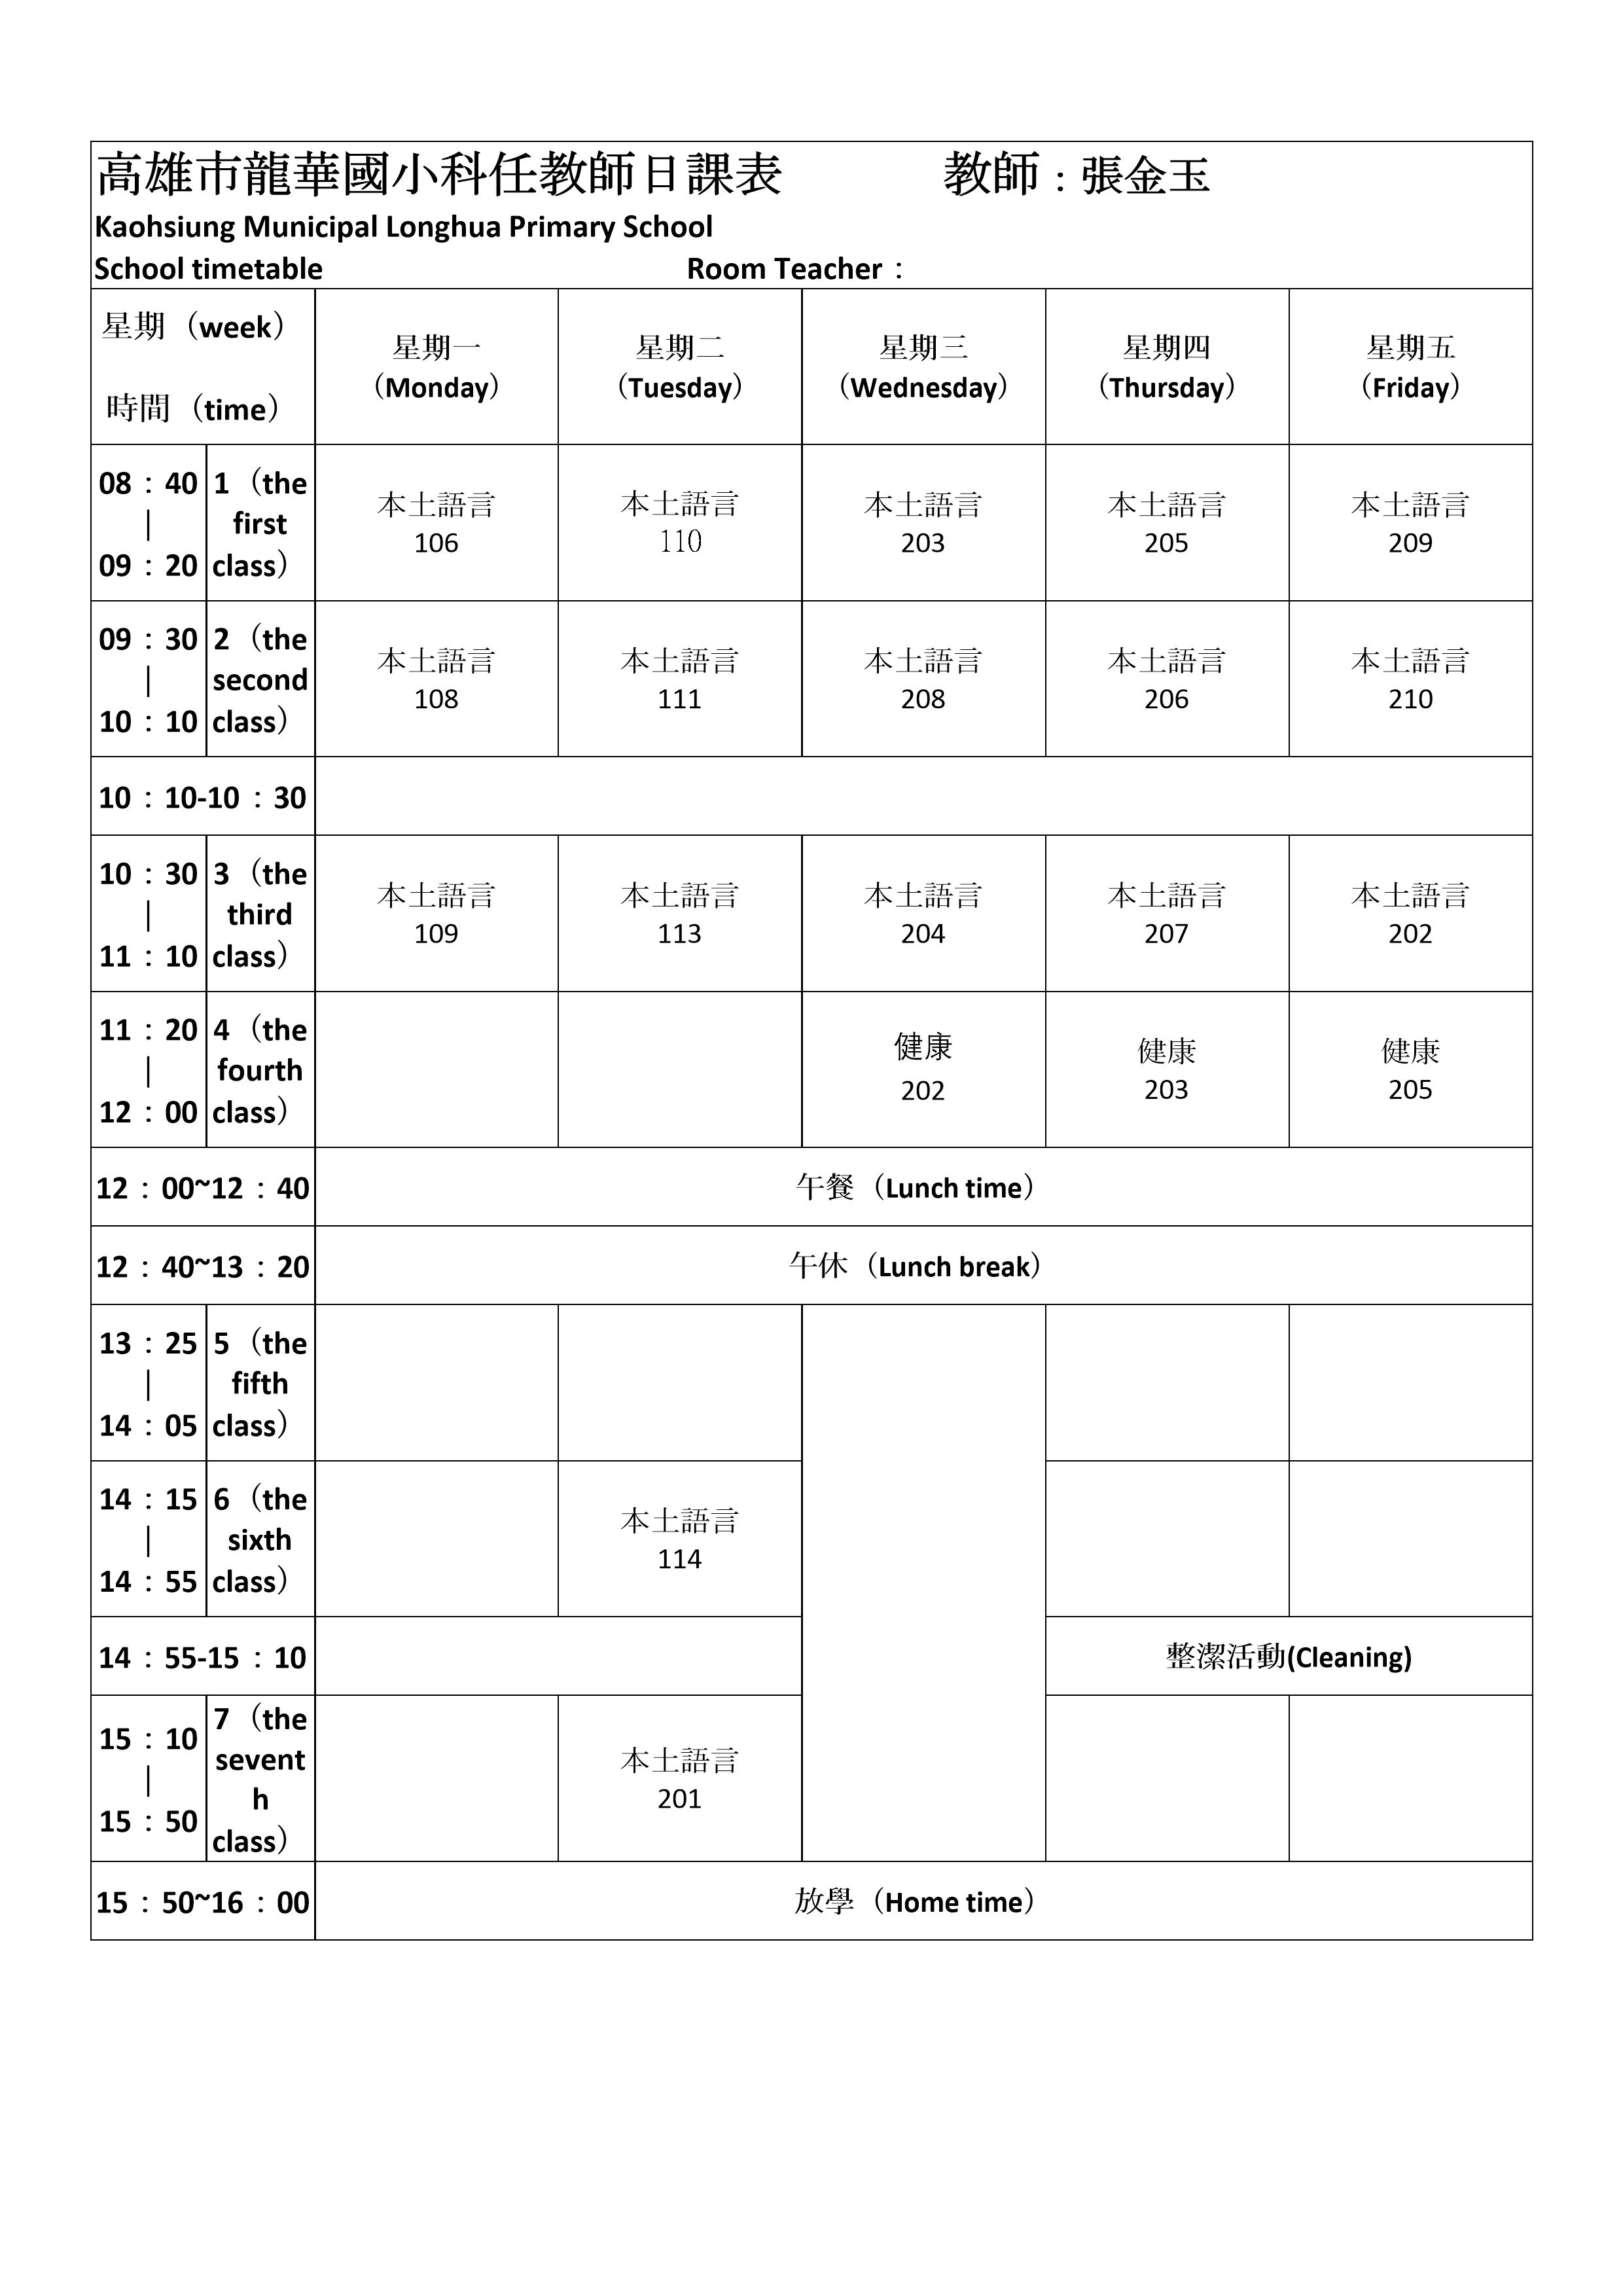 高雄市龍華國小科任教師日課表 教師：張金玉
Kaohsiung Municipal Longhua Primary School
School timetable Room Teacher：
星期（week）
時間（time）
星期一
（Monday）
星期二
（Tuesday）
星期三
（Wednesday）
星期四
（Thursday）
星期五
（Friday）
08：40
|
09：20
1（the
first
class）
本土語言
106
本土語言
110
本土語言
203
本土語言
205
本土語言
209
09：30
|
10：10
2（the
second
class）
本土語言
108
本土語言
111
本土語言
208
本土語言
206
本土語言
210
10：10-10：30
10：30
|
11：10
3（the
third
class）
本土語言
109
本土語言
113
本土語言
204
本土語言
207
本土語言
202
11：20
|
12：00
4（the
fourth
class）
健康
202
健康
203
健康
205
12：00~12：40
午餐（Lunch time）
12：40~13：20
午休（Lunch break）
13：25
|
14：05
5（the
fifth
class）
14：15
|
14：55
6（the
sixth
class）
本土語言
114
14：55-15：10
整潔活動(Cleaning)
15：10
|
15：50
7（the
sevent
h
class）
本土語言
201
15：50~16：00
放學（Home time）